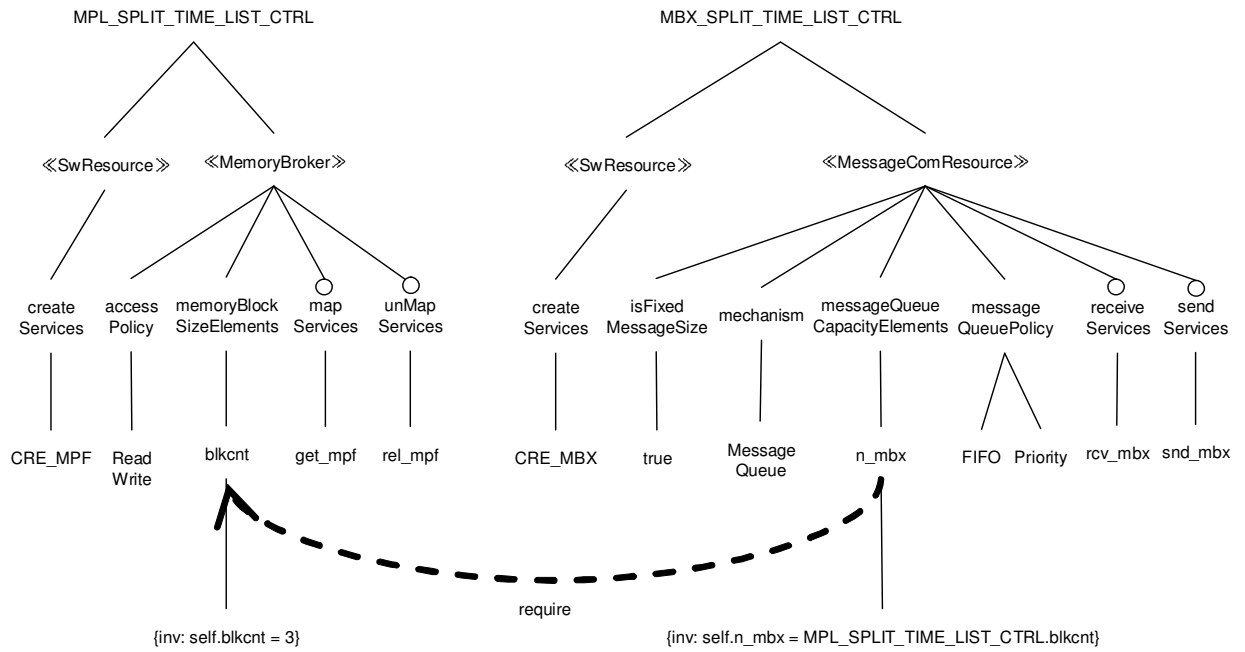 MPL_SPLIT_TIME_LIST_CTRL
MBX_SPLIT_TIME_LIST_CTRL
≪SwResource≫
≪MemoryBroker≫
≪SwResource≫
≪MessageComResource≫
create
Services
access
Policy
memoryBlock
SizeElements
map
Services
unMap
Services
create
Services
isFixed
MessageSize
mechanism
messageQueue
CapacityElements
message
QueuePolicy
receive
Services
send
Services
CRE_MPF
Read
Write
blkcnt
get_mpf
rel_mpf
CRE_MBX
true
Message
Queue
n_mbx
FIFO
Priority
rcv_mbx
snd_mbx
require
{inv: self.blkcnt = 3}
{inv: self.n_mbx = MPL_SPLIT_TIME_LIST_CTRL.blkcnt}